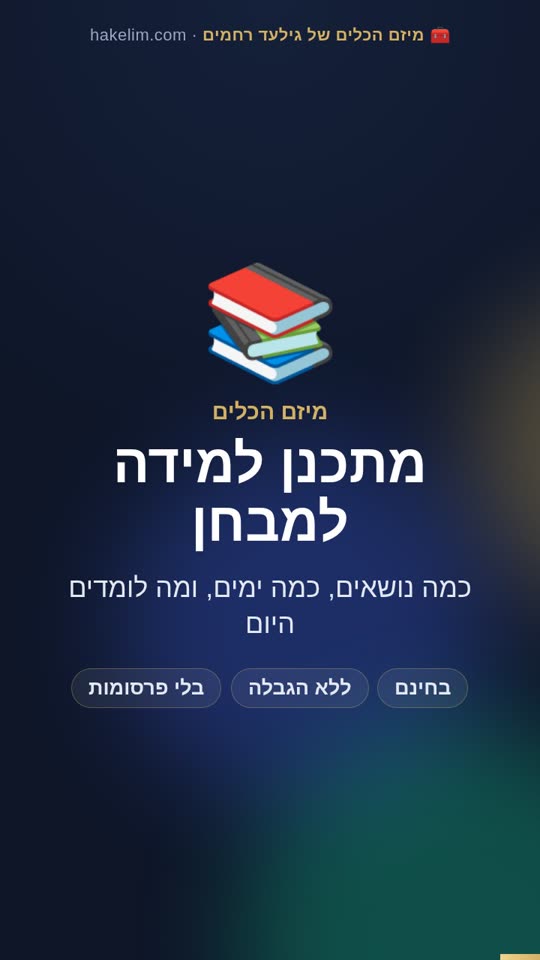 🧰 מיזם הכלים של גילעד רחמים · hakelim.com
מיזם הכלים
מתכנן למידה
למבחן
כמה נושאים, כמה ימים, ומה לומדים
היום
בחינם
ללא הגבלה
בלי פרסומות